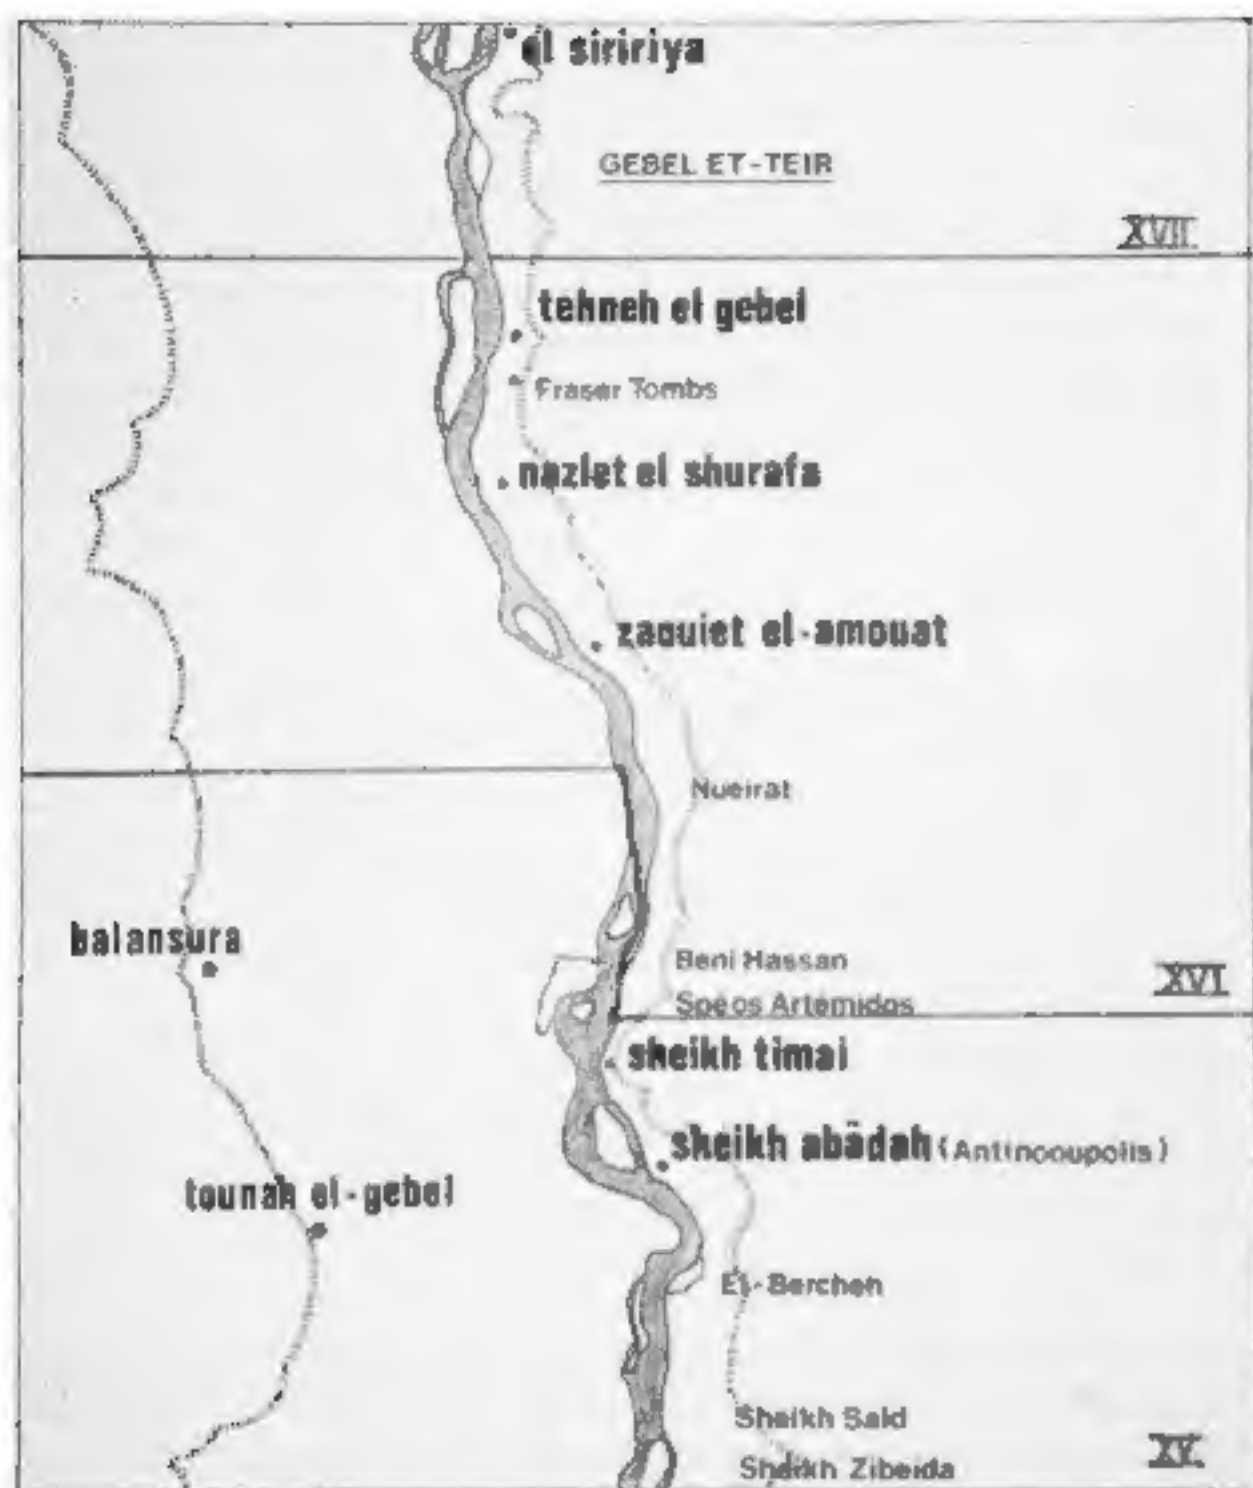 el siririya
GEBEL ET-TEIR
XVII
tehneh el gebel
Fraser Tombs
nazlet el shurafa
zaouiet el-amouat
Nueirat
balansura
Beni Hassan
XVI
Speos Artemidos
sheikh timai
sheikh abādah (Antinooupolis)
tounah el-gebel
El-Bercheh
Sheikh Said
XV
Sheikh Zibeida